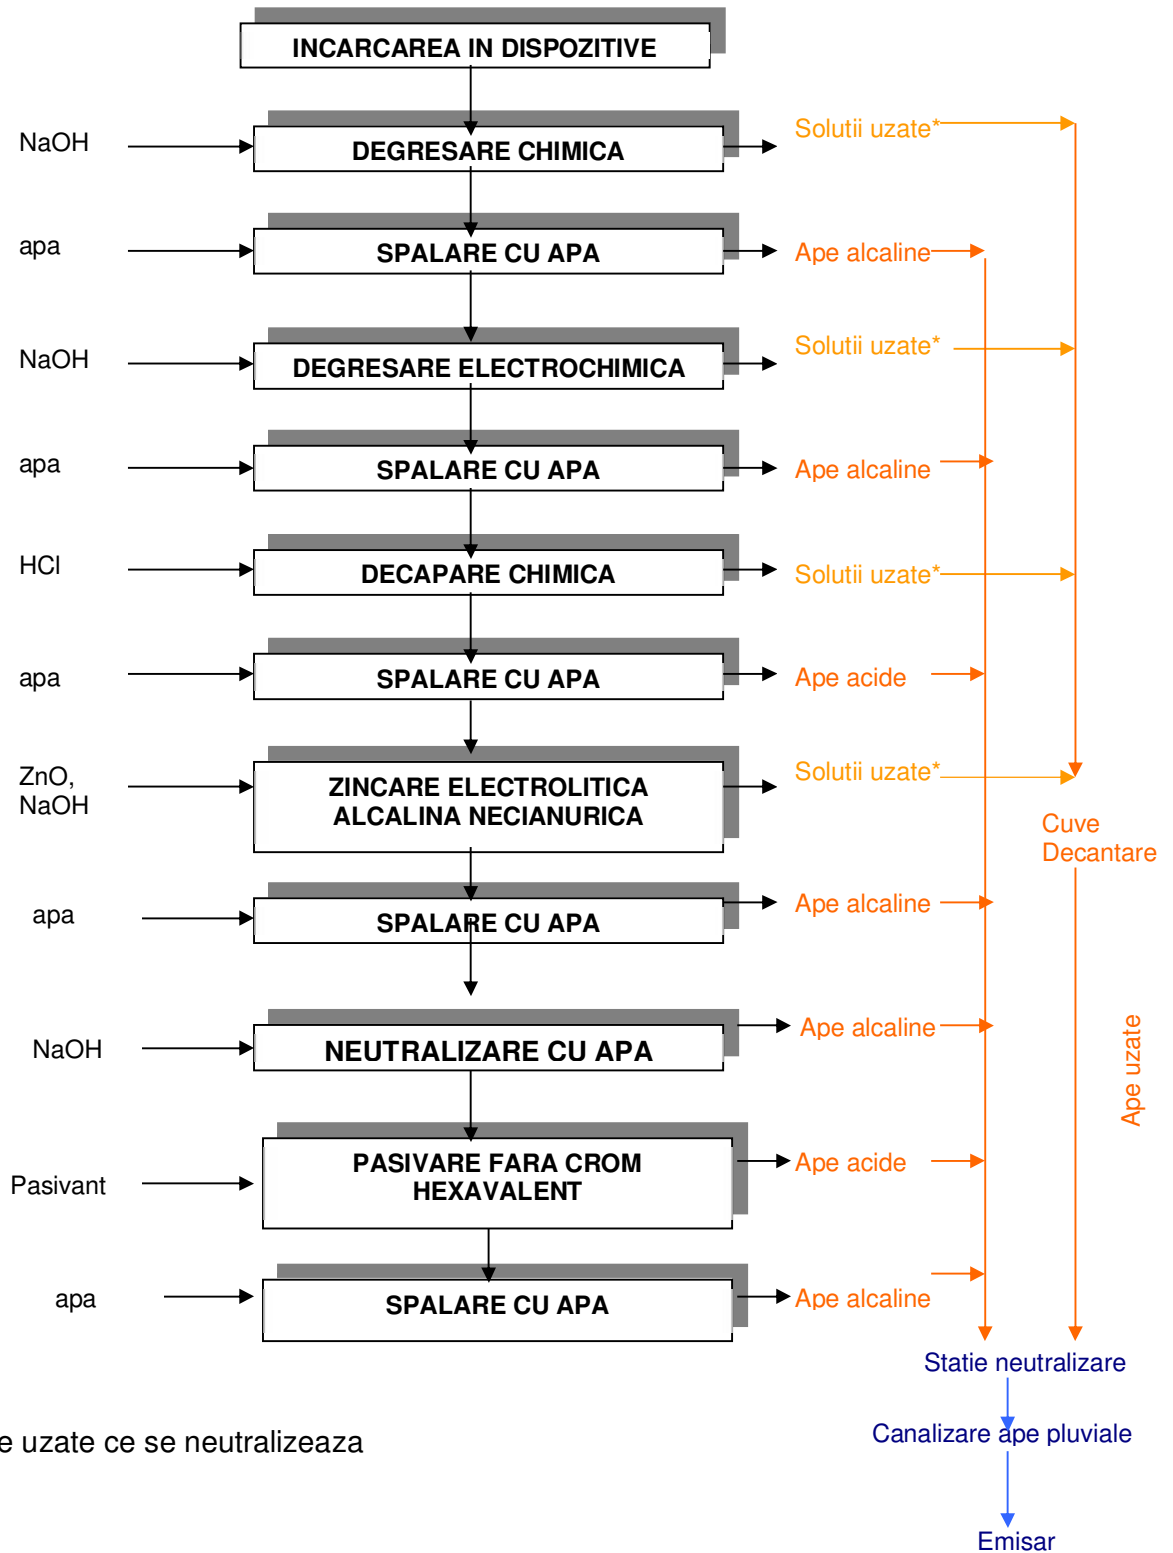 INCARCAREA IN DISPOZITIVE
NaOH
DEGRESARE CHIMICA
Solutii uzate*
apa
SPALARE CU APA
Ape alcaline
NaOH
DEGRESARE ELECTROCHIMICA
Solutii uzate*
apa
SPALARE CU APA
Ape alcaline
HCl
DECAPARE CHIMICA
Solutii uzate*
apa
SPALARE CU APA
Ape acide
ZnO,
NaOH
ZINCARE ELECTROLITICA
ALCALINA NECIANURICA
Solutii uzate*
Cuve
Decantare
apa
SPALARE CU APA
Ape alcaline
NaOH
NEUTRALIZARE CU APA
Ape alcaline
Ape uzate
Pasivant
PASIVARE FARA CROM
HEXAVALENT
Ape acide
apa
SPALARE CU APA
Ape alcaline
Statie neutralizare
Canalizare ape pluviale
Emisar
e uzate ce se neutralizeaza